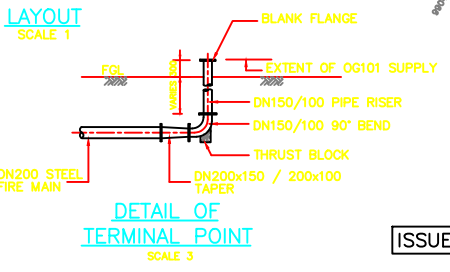 LAYOUT
SCALE 1
BLANK FLANGE
FGL
EXTENT OF OG101 SUPPLY
DN150/100 PIPE RISER
DN150/100 90° BEND
THRUST BLOCK
DN200 STEEL
FIRE MAIN
DN200x150 / 200x100
TAPER
DETAIL OF
TERMINAL POINT
SCALE 3
ISSUE